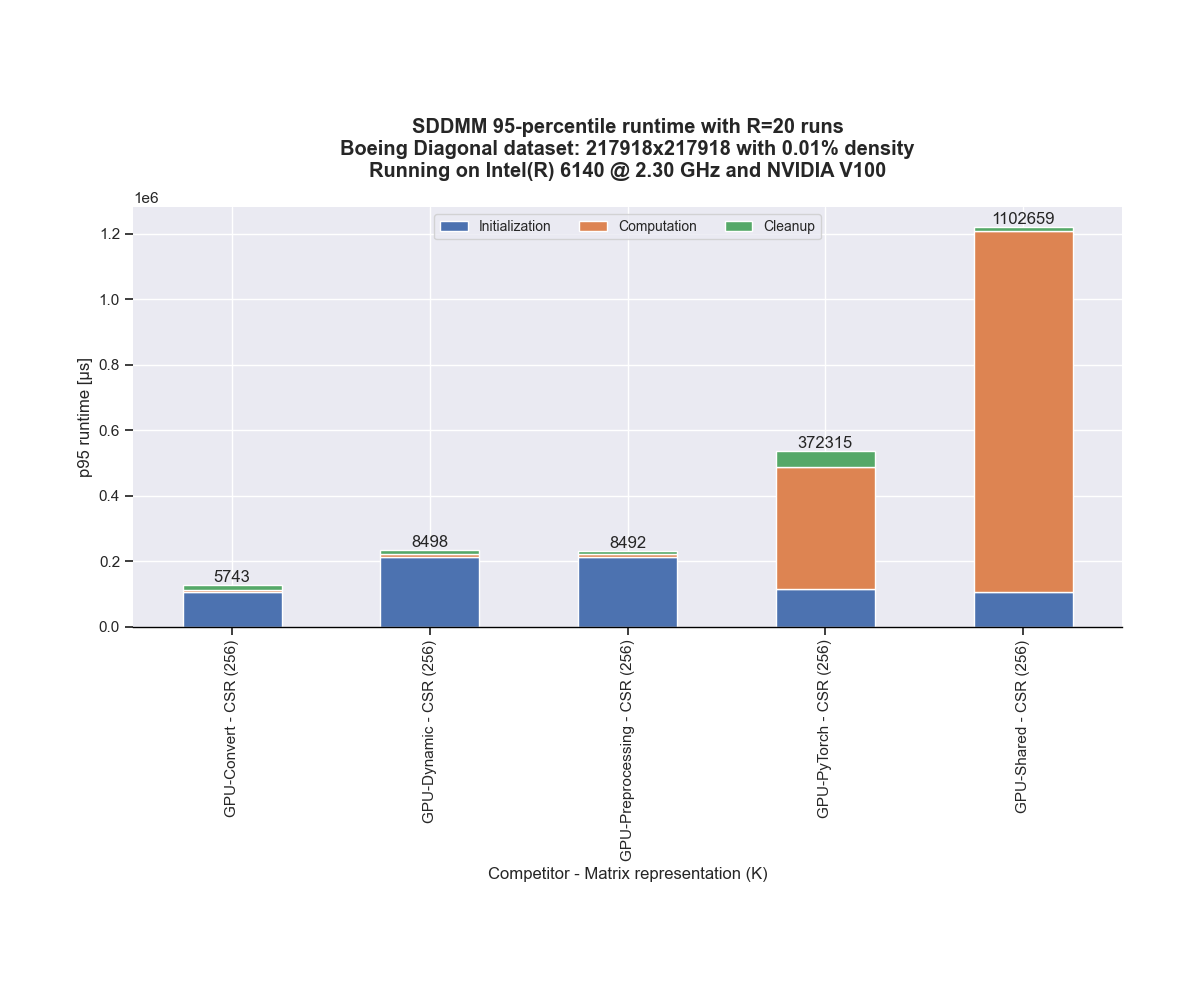 SDDMM 95-percentile runtime with R=20 runs
Boeing Diagonal dataset: 217918x217918 with 0.01% density
Running on Intel(R) 6140 @ 2.30 GHz and NVIDIA V100
1e6
Initialization
Computation
Cleanup
1102659
372315
8498
8492
5743
1.2
1.0
0.8
0.6
0.4
0.2
0.0
p95 runtime [µs]
GPU-Convert - CSR (256)
GPU-Dynamic - CSR (256)
GPU-Preprocessing - CSR (256)
GPU-PyTorch - CSR (256)
GPU-Shared - CSR (256)
Competitor - Matrix representation (K)